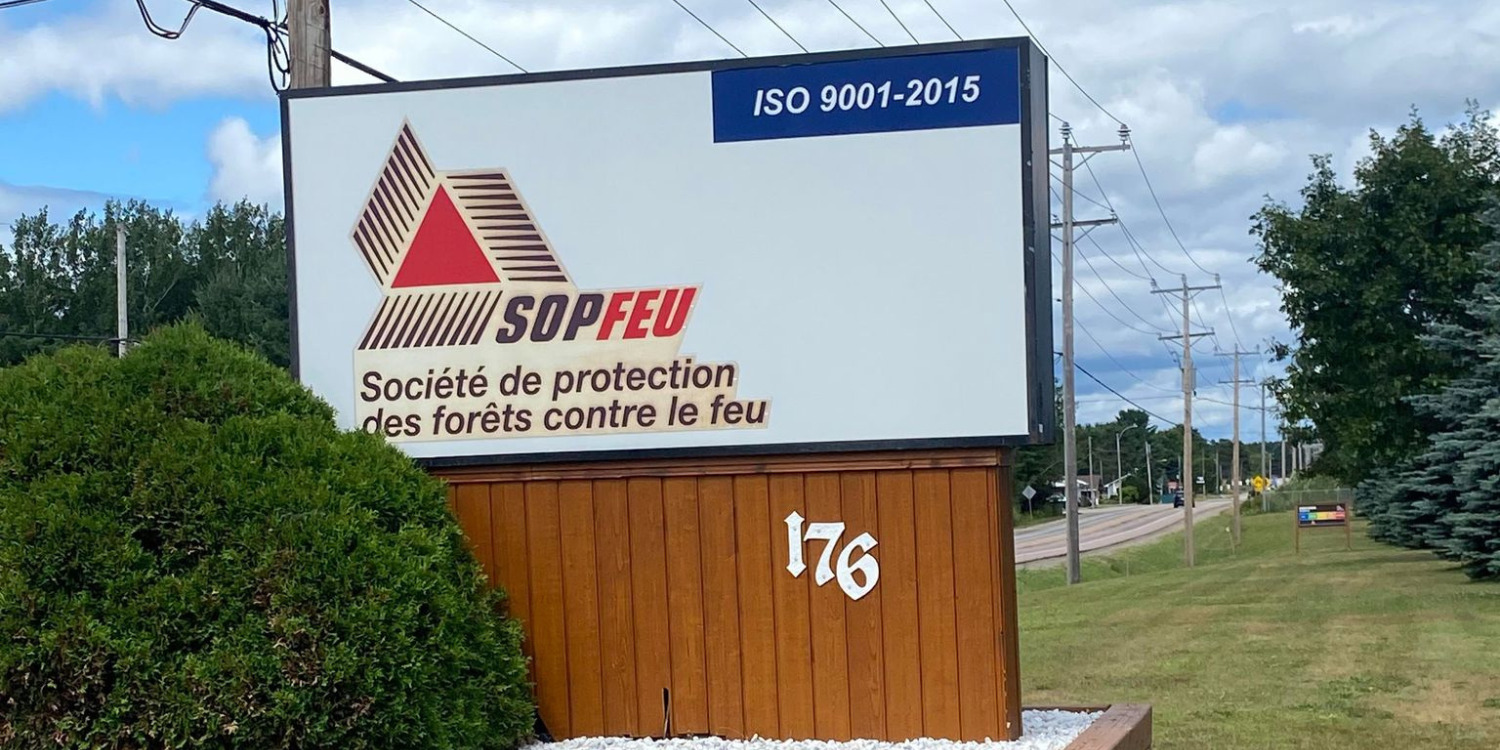 ISO 9001-2015
SOPFEU
Société de protection
des forêts contre le feu
176